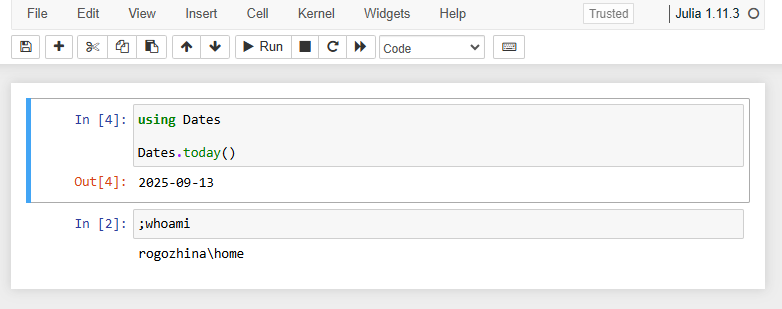 File Edit View Insert Cell Kernel Widgets Help Trusted Julia 1.11.3
Run Code
In [4]: using Dates
Dates.today()
Out[4]: 2025-09-13
In [2]: ;whoami
rogozhina\home